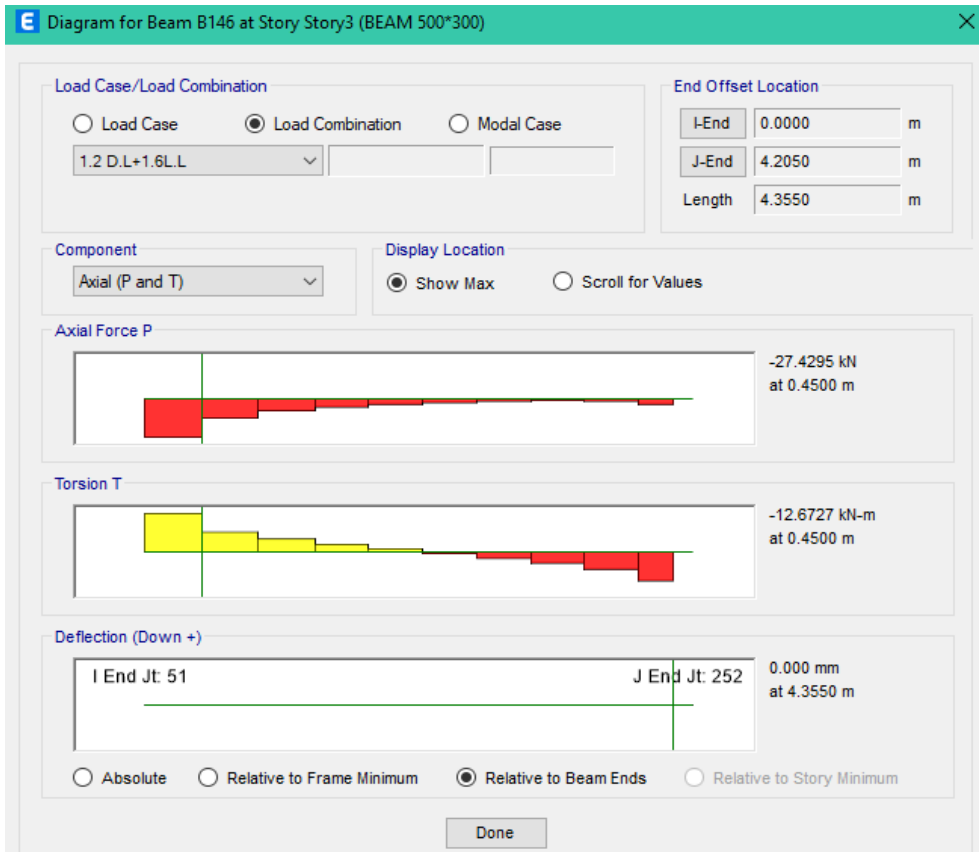 E Diagram for Beam B146 at Story Story3 (BEAM 500*300)
Load Case/Load Combination
Load Case Load Combination Modal Case
1.2 D.L+1.6L.L
End Offset Location
I-End 0.0000 m
J-End 4.2050 m
Length 4.3550 m
Component
Axial (P and T)
Display Location
Show Max Scroll for Values
Axial Force P
-27.4295 kN
at 0.4500 m
Torsion T
-12.6727 kN-m
at 0.4500 m
Deflection (Down +)
I End Jt: 51 J End Jt: 252
0.000 mm
at 4.3550 m
Absolute Relative to Frame Minimum Relative to Beam Ends Relative to Story Minimum
Done